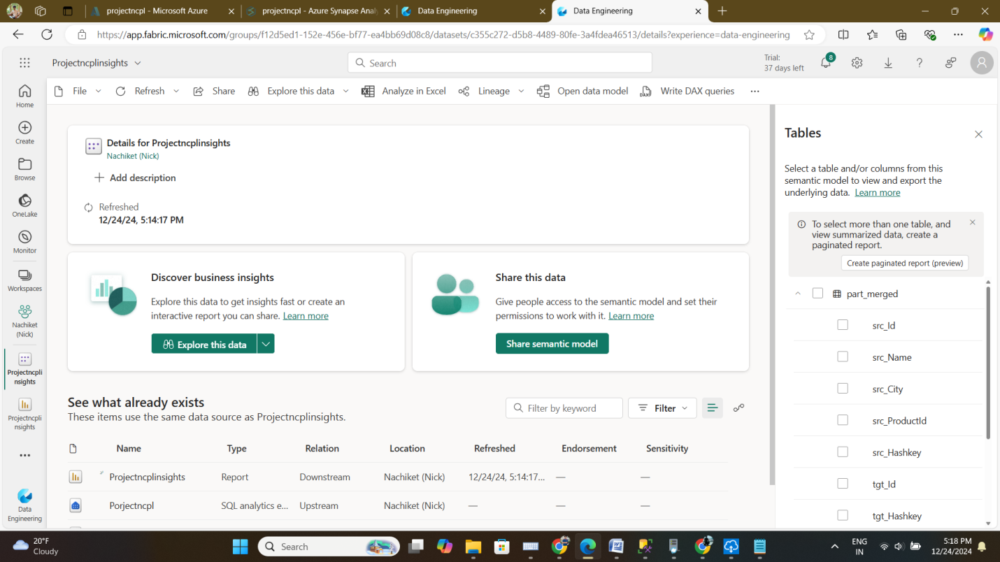 projectncpl - Microsoft Azure
projectncpl - Azure Synapse Anal
Data Engineering
Data Engineering
https://app.fabric.microsoft.com/groups/f12d5ed1-152e-456e-bf77-ea4bb69d08c8/datasets/c355c272-d5b8-4489-80fe-3a4fdea46513/details?experience=data-engineering
Projectncplinsights
Search
Trial:
37 days left
8
File
Refresh
Share
Explore this data
Analyze in Excel
Lineage
Open data model
DAX
Write DAX queries
Home
Create
Browse
OneLake
Monitor
Workspaces
Nachiket
(Nick)
Projectncpli
nsights
Projectncpli
nsights
Data
Engineering
Details for Projectncplinsights
Nachiket (Nick)
Add description
Refreshed
12/24/24, 5:14:17 PM
Discover business insights
Explore this data to get insights fast or create an
interactive report you can share. Learn more
Explore this data
Share this data
Give people access to the semantic model and set their
permissions to work with it. Learn more
Share semantic model
See what already exists
These items use the same data source as Projectncplinsights.
Filter by keyword
Filter
Name Type Relation Location Refreshed Endorsement Sensitivity
Projectncplinsights Report Downstream Nachiket (Nick) 12/24/24, 5:14:17... — —
Porjectncpl SQL analytics e... Upstream Nachiket (Nick) — — —
Tables
Select a table and/or columns from this
semantic model to view and export the
underlying data. Learn more
To select more than one table, and
view summarized data, create a
paginated report.
Create paginated report (preview)
part_merged
src_Id
src_Name
src_City
src_ProductId
src_Hashkey
tgt_Id
tgt_Hashkey
20°F
Cloudy
Search
ENG
IN
5:18 PM
12/24/2024